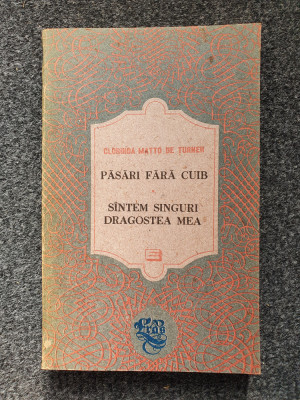 CLORINDA MATTO DE TURNER
PĂSĂRI FĂRĂ CUIB
SÎNTEM SINGURI
DRAGOSTEA MEA